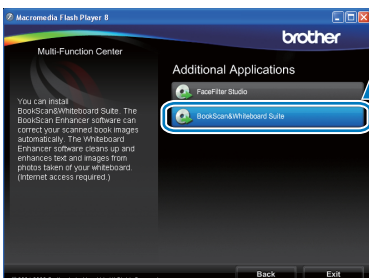 Macromedia Flash Player 8
brother
Multi-Function Center
Additional Applications
FaceFilter Studio
BookScan&Whiteboard Suite
You can install
BookScan&Whiteboard Suite. The
BookScan Enhancer software can
correct your scanned book images
automatically. The Whiteboard
Enhancer software cleans up and
enhances text and images from
photos taken of your whiteboard.
(Internet access required.)
Back
Exit